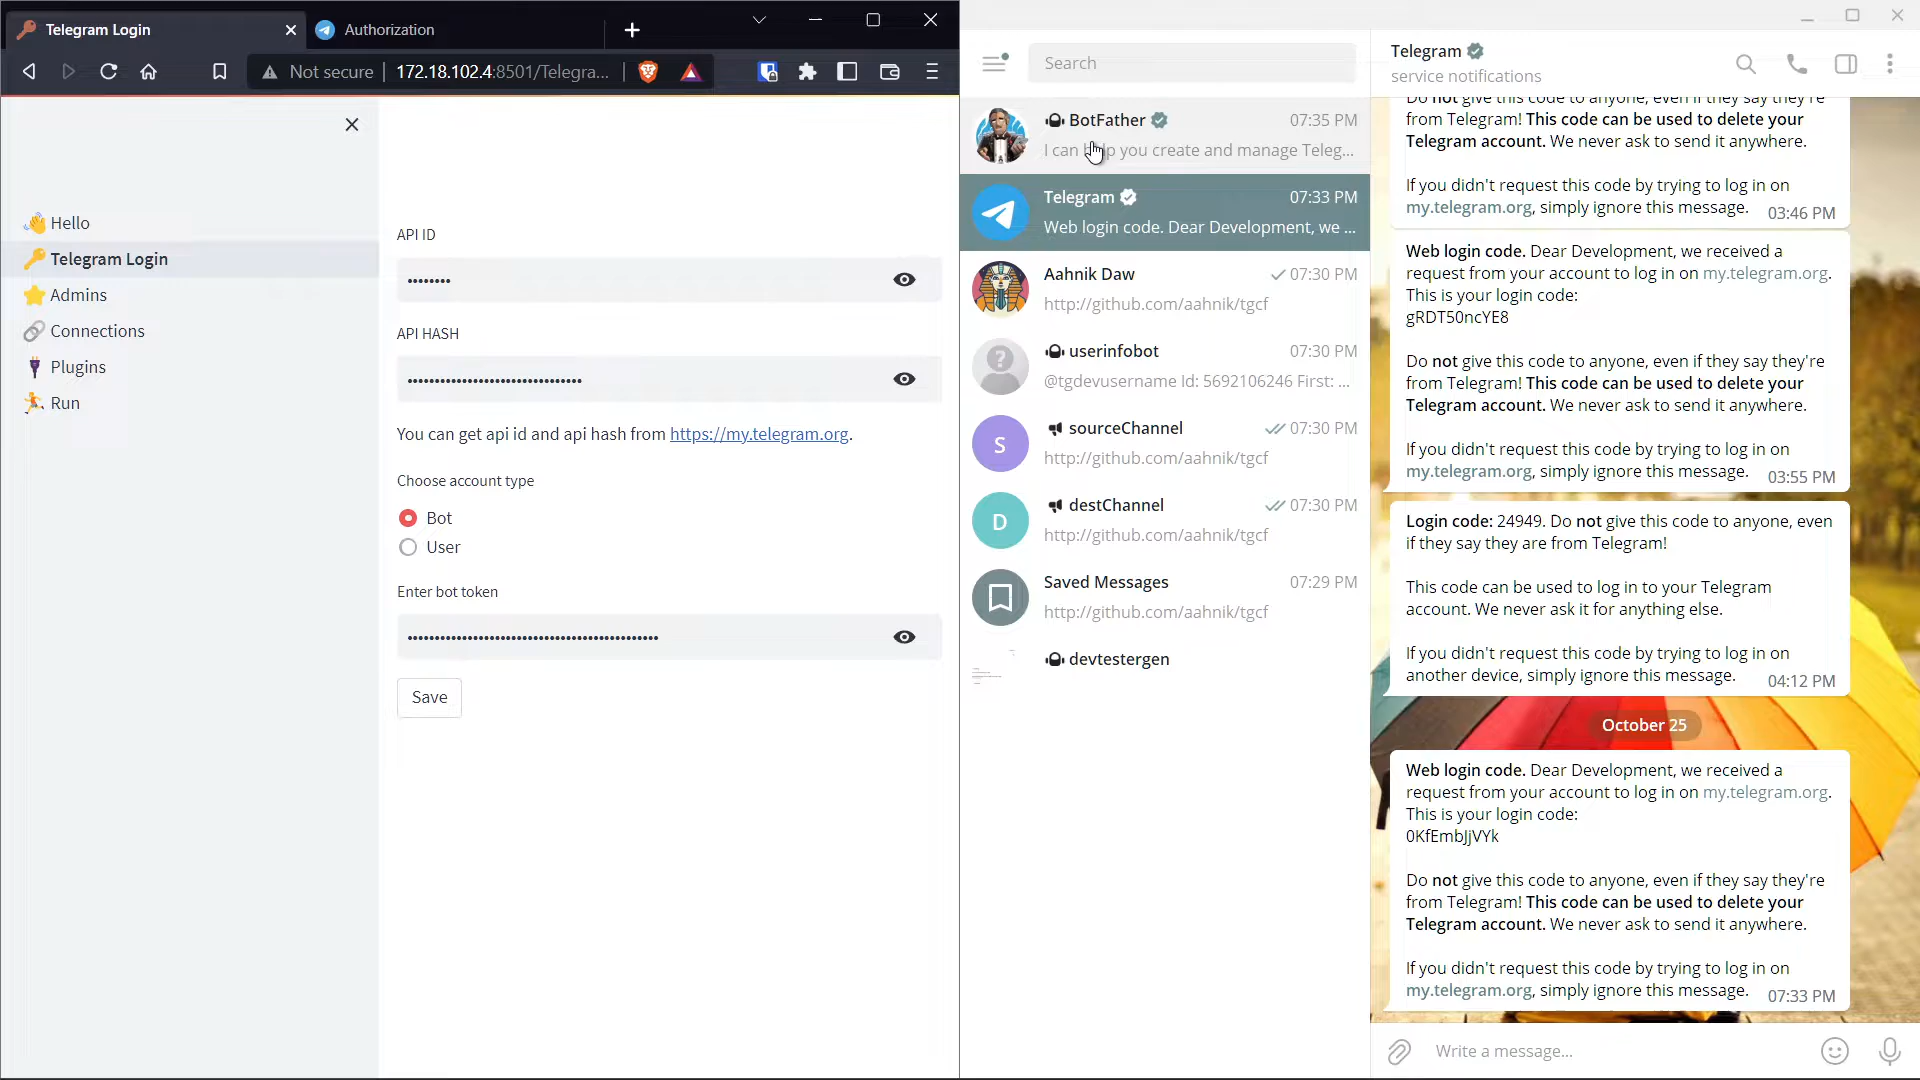 Telegram Login
Authorization
Not secure
172.18.102.4:8501/Telegra...
Hello
Telegram Login
Admins
Connections
Plugins
Run
API ID
••••••••
API HASH
••••••••••••••••••••••••••••••••
You can get api id and api hash from https://my.telegram.org.
Choose account type
Bot
User
Enter bot token
••••••••••••••••••••••••••••••••••••••••••••••
Save
Search
BotFather 07:35 PM
I can help you create and manage Teleg...
Telegram 07:33 PM
Web login code. Dear Development, we ...
Aahnik Daw 07:30 PM
http://github.com/aahnik/tgcf
userinfobot 07:30 PM
@tgdevusername Id: 5692106246 First: ...
S
sourceChannel 07:30 PM
http://github.com/aahnik/tgcf
D
destChannel 07:30 PM
http://github.com/aahnik/tgcf
Saved Messages 07:29 PM
http://github.com/aahnik/tgcf
devtestergen
Telegram
service notifications
Do not give this code to anyone, even if they say they're
from Telegram! This code can be used to delete your
Telegram account. We never ask to send it anywhere.
If you didn't request this code by trying to log in on
my.telegram.org, simply ignore this message. 03:46 PM
Web login code. Dear Development, we received a
request from your account to log in on my.telegram.org.
This is your login code:
gRDT50ncYE8
Do not give this code to anyone, even if they say they're
from Telegram! This code can be used to delete your
Telegram account. We never ask to send it anywhere.
If you didn't request this code by trying to log in on
my.telegram.org, simply ignore this message. 03:55 PM
Login code: 24949. Do not give this code to anyone, even
if they say they are from Telegram!
This code can be used to log in to your Telegram
account. We never ask it for anything else.
If you didn't request this code by trying to log in on
another device, simply ignore this message. 04:12 PM
October 25
Web login code. Dear Development, we received a
request from your account to log in on my.telegram.org.
This is your login code:
0KfEmbJjVYk
Do not give this code to anyone, even if they say they're
from Telegram! This code can be used to delete your
Telegram account. We never ask to send it anywhere.
If you didn't request this code by trying to log in on
my.telegram.org, simply ignore this message. 07:33 PM
Write a message...